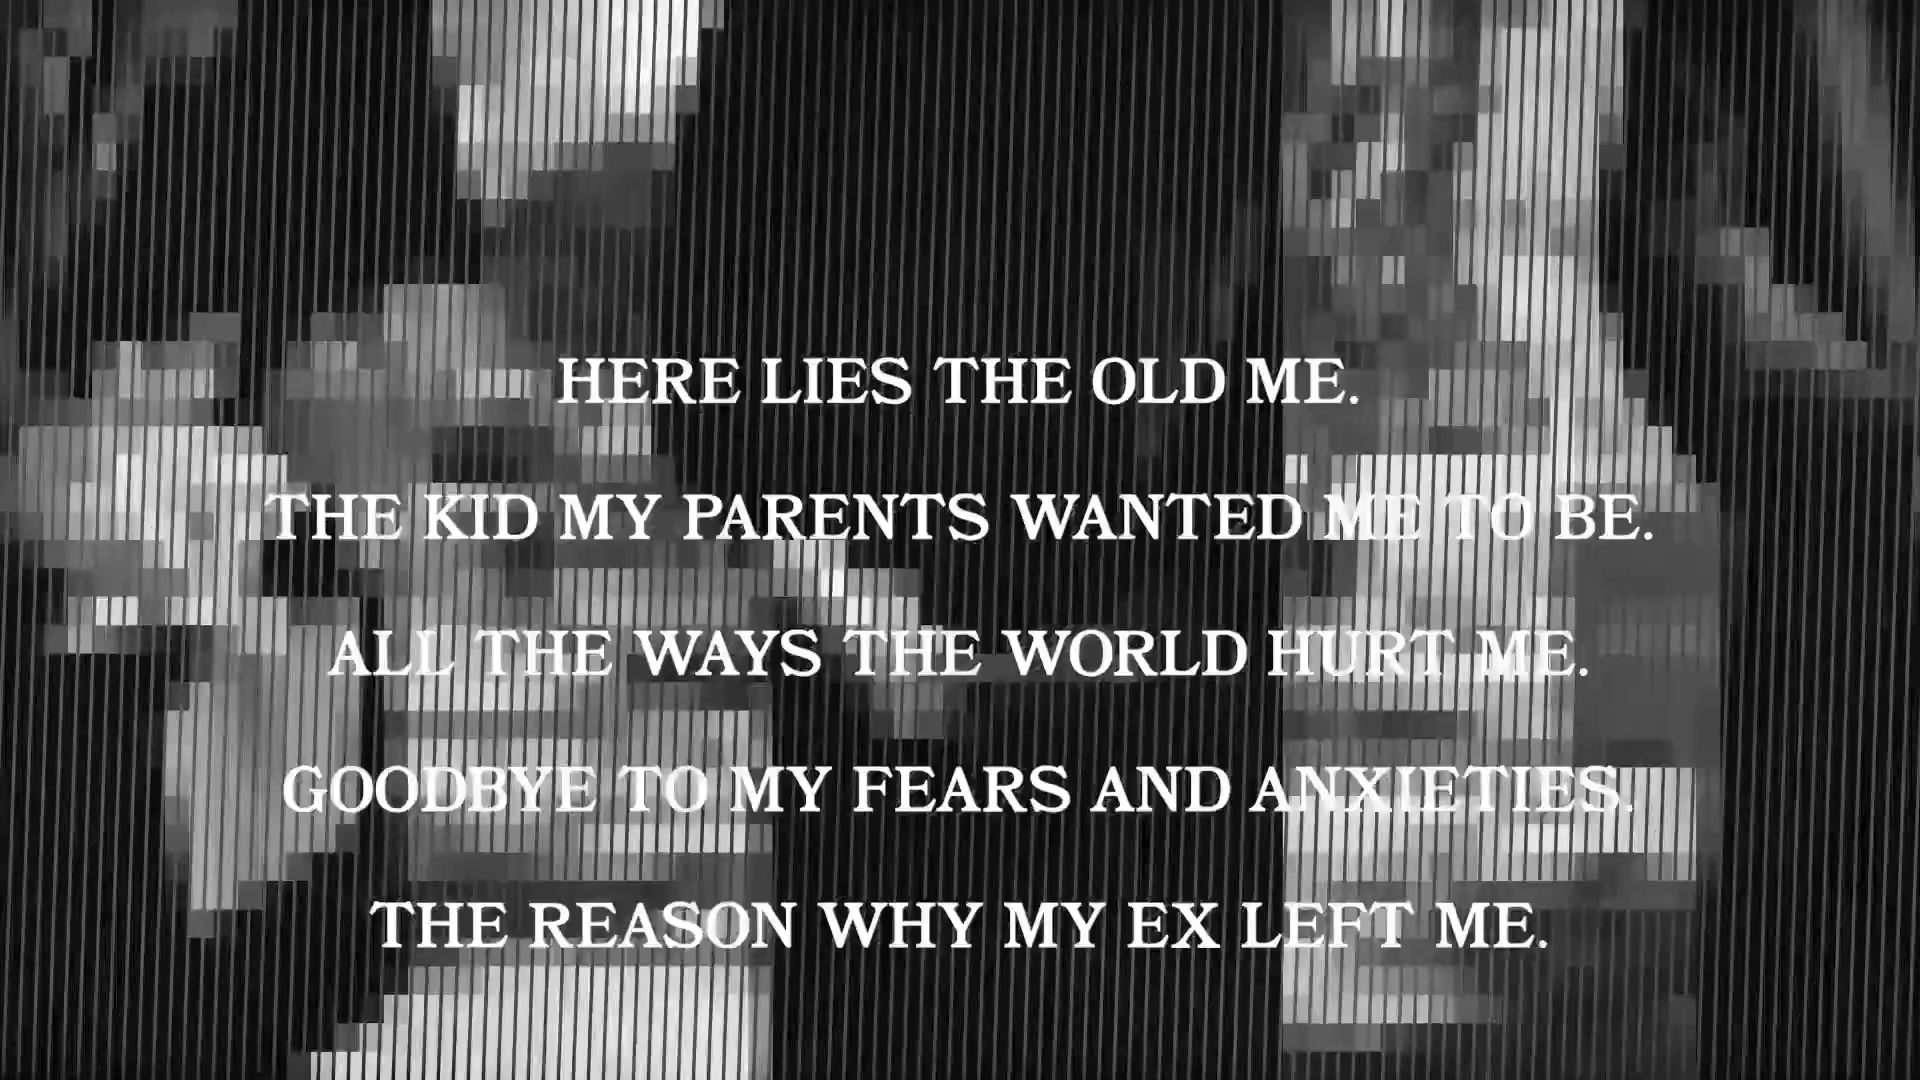 HERE LIES THE OLD ME.
THE KID MY PARENTS WANTED ME TO BE.
ALL THE WAYS THE WORLD HURT ME.
GOODBYE TO MY FEARS AND ANXIETIES.
THE REASON WHY MY EX LEFT ME.